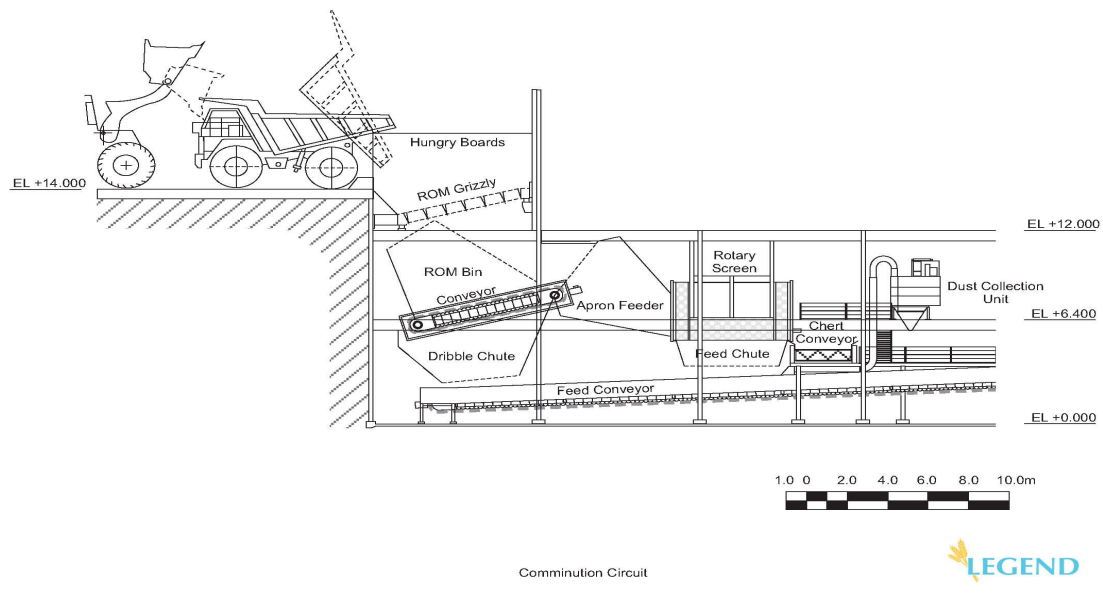 Hungry Boards
EL +14.000
ROM Grizzly
EL +12.000
ROM Bin
Conveyor
Rotary
Screen
Apron Feeder
Dust Collection
Unit
EL +6.400
Chert
Conveyor
Dribble Chute
Feed Chute
Feed Conveyor
EL +0.000
1.0 0 2.0 4.0 6.0 8.0 10.0m
LEGEND
Comminution Circuit